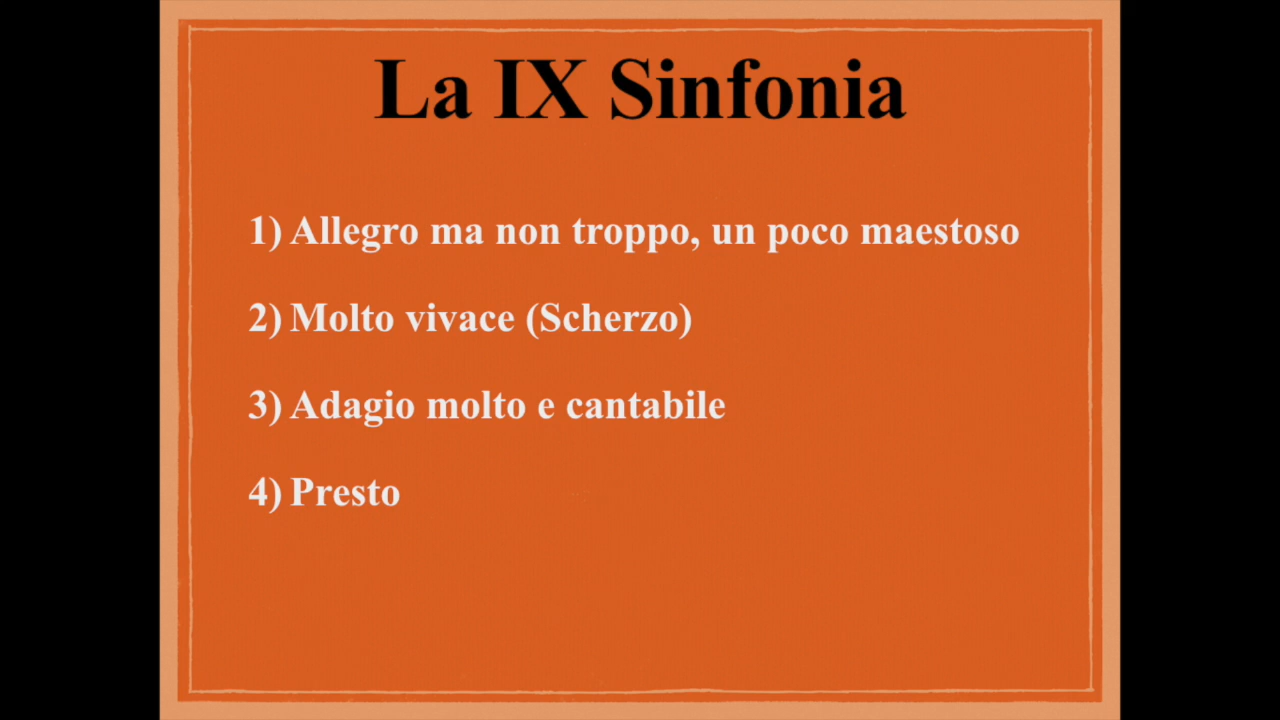 La IX Sinfonia
1) Allegro ma non troppo, un poco maestoso
2) Molto vivace (Scherzo)
3) Adagio molto e cantabile
4) Presto